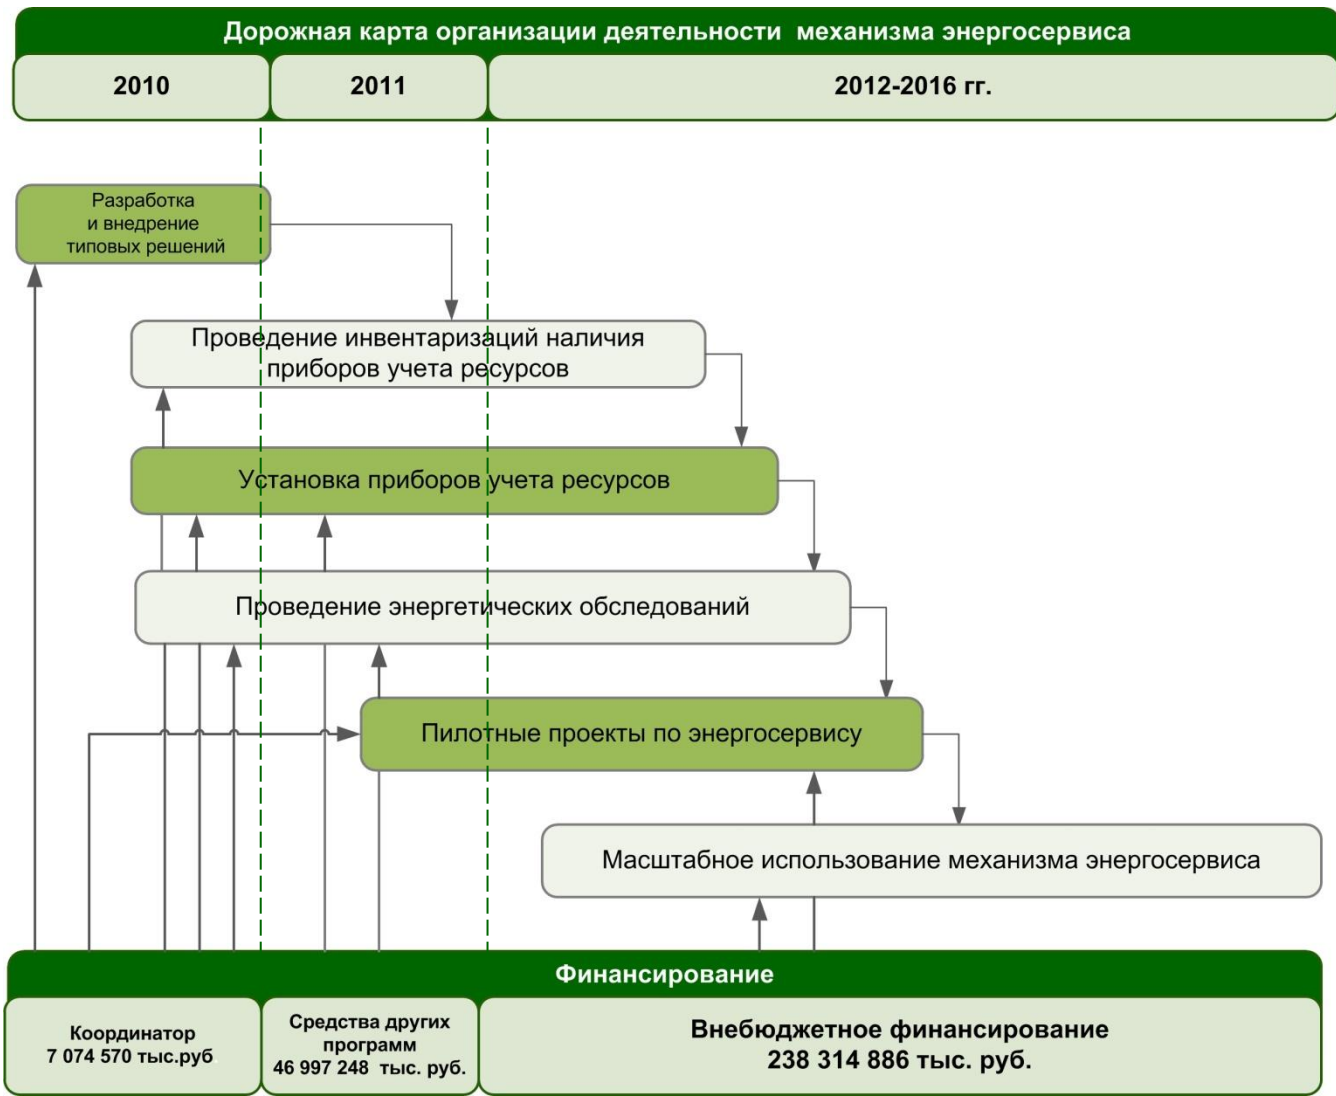 Дорожная карта организации деятельности механизма энергосервиса
2010
2011
2012-2016 гг.
Разработка
и внедрение
типовых решений
Проведение инвентаризаций наличия
приборов учета ресурсов
Установка приборов учета ресурсов
Проведение энергетических обследований
Пилотные проекты по энергосервису
Масштабное использование механизма энергосервиса
Финансирование
Координатор
7 074 570 тыс.руб.
Средства других
программ
46 997 248 тыс. руб.
Внебюджетное финансирование
238 314 886 тыс. руб.